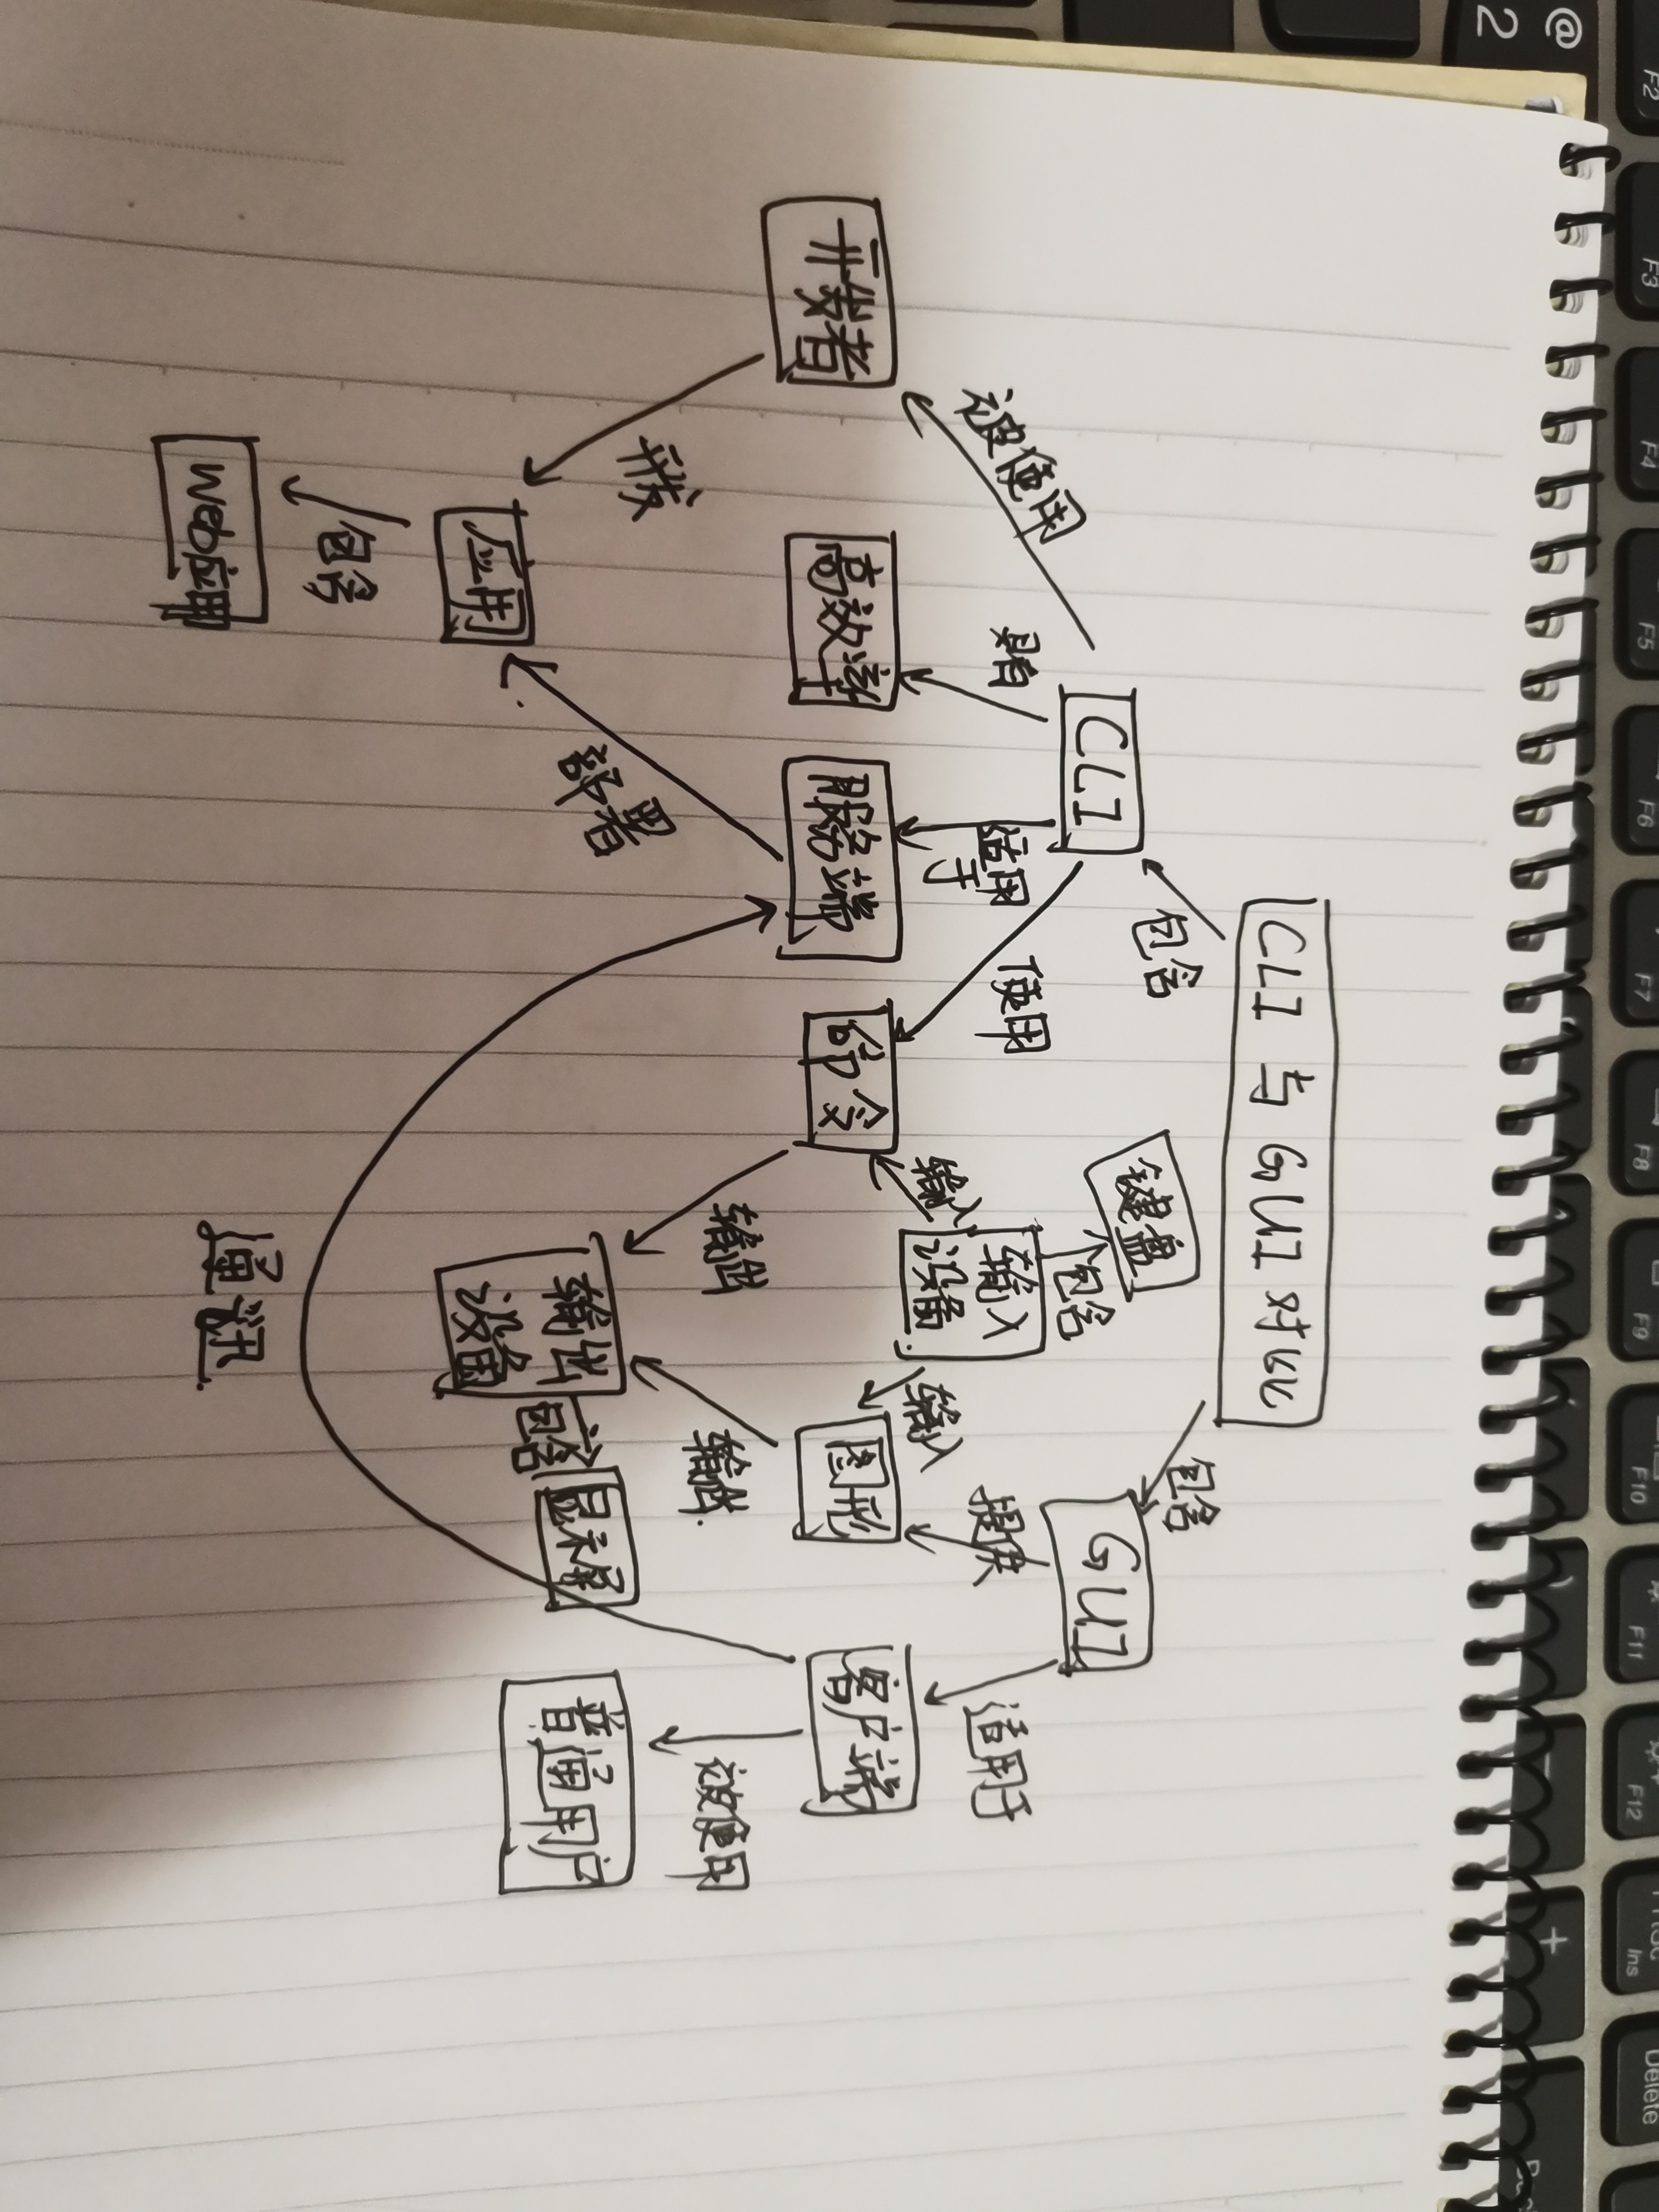 CLI 与 GUI 对比
包含
包含
CLI
GUI
键盘
包含
被使用
具有
适用于
使用
输入
输入设备
输入
提供
适用于
开发者
高效率
服务端
命令
图形
客户端
开发
部署
输出
输出
被使用
应用
输出设备
包含
显示屏
普通用户
包含
Web应用
通讯
@
2
F2
F3
F4
F5
F6
F7
F8
F9
F10
F11
F12
+
Ins
Delete